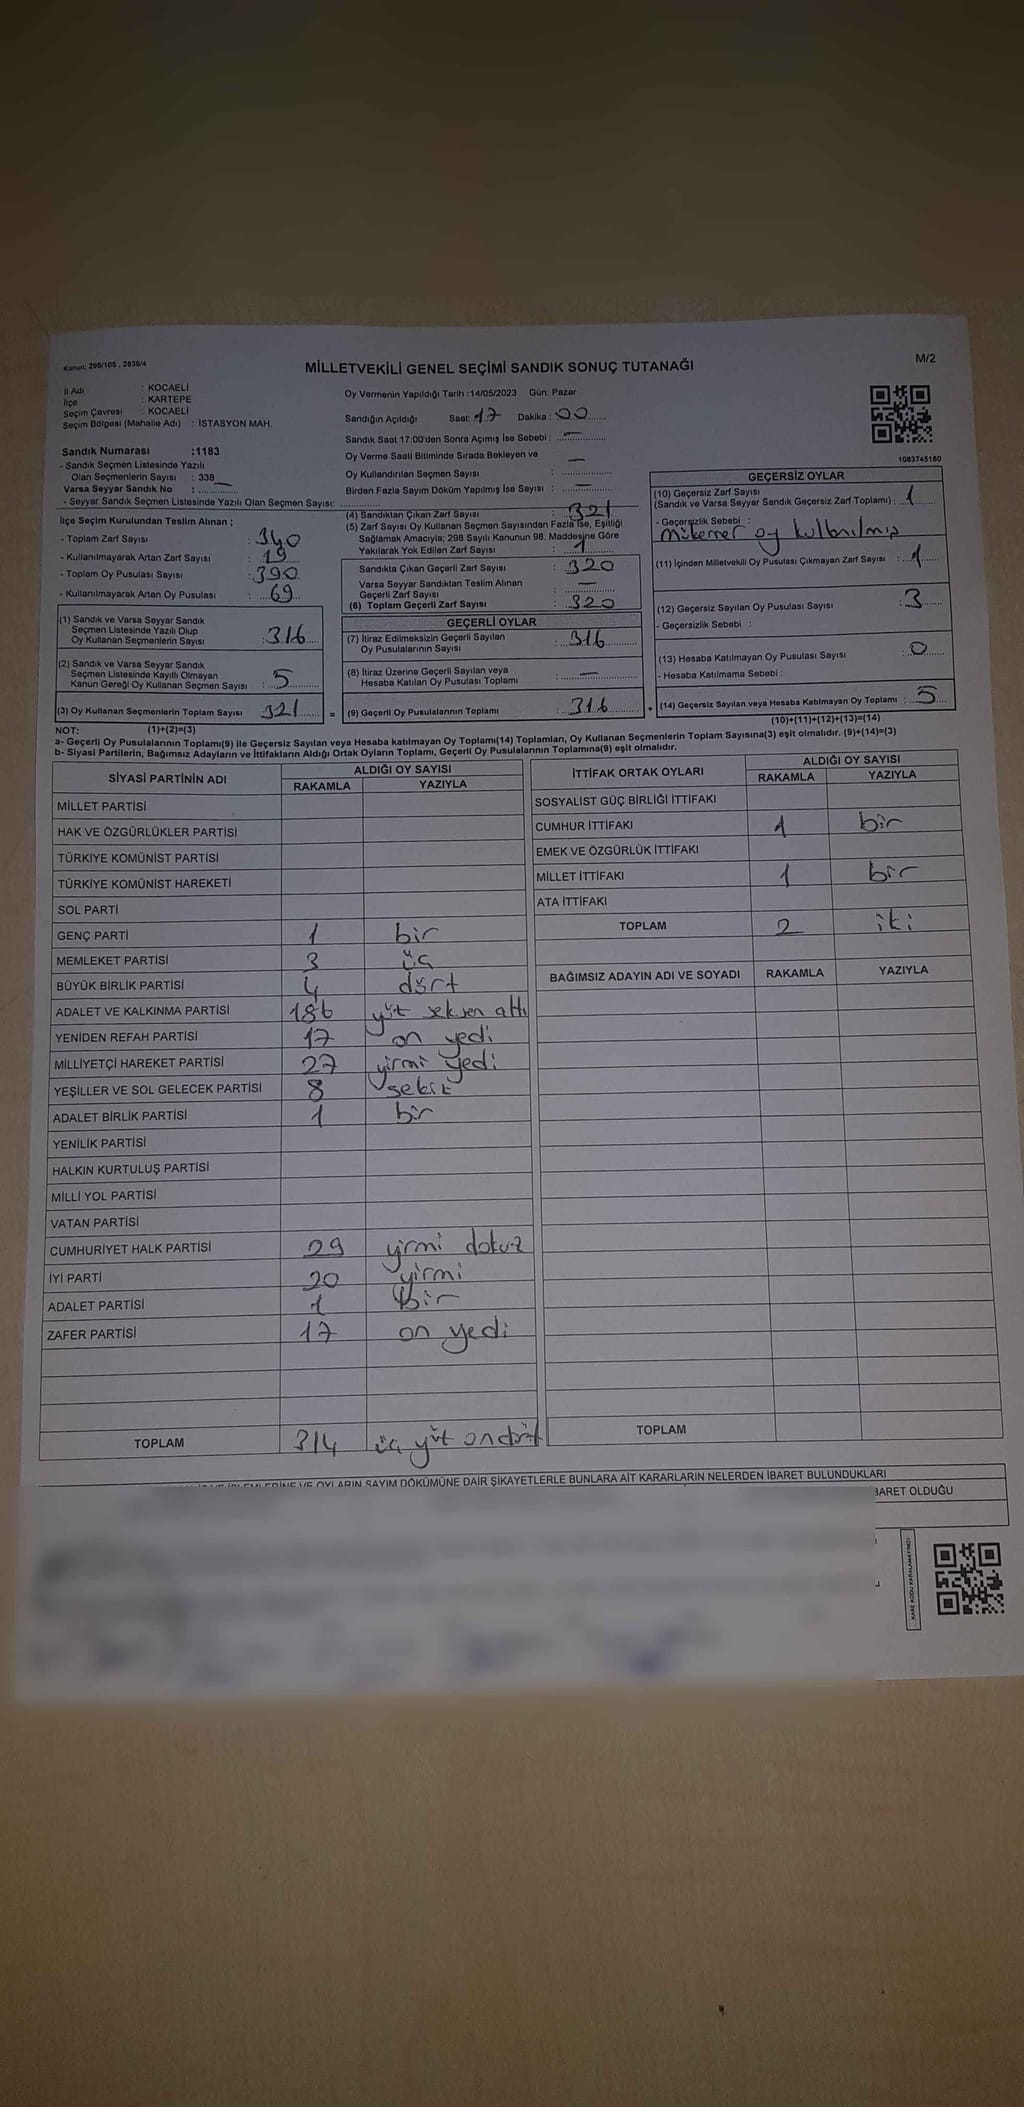 Kanun: 298/105 , 2839/4
MİLLETVEKİLİ GENEL SEÇİMİ SANDIK SONUÇ TUTANAĞI
M/2
İl Adı : KOCAELİ
İlçe : KARTEPE
Seçim Çevresi : KOCAELİ
Seçim Bölgesi (Mahalle Adı) : İSTASYON MAH.
Sandık Numarası :1183
- Sandık Seçmen Listesinde Yazılı
Olan Seçmenlerin Sayısı : 338
Varsa Seyyar Sandık No : —
- Seyyar Sandık Seçmen Listesinde Yazılı Olan Seçmen Sayısı:
İlçe Seçim Kurulundan Teslim Alınan ;
- Toplam Zarf Sayısı : 340
- Kullanılmayarak Artan Zarf Sayısı : 19
- Toplam Oy Pusulası Sayısı : 390
- Kullanılmayarak Artan Oy Pusulası : 69
(1) Sandık ve Varsa Seyyar Sandık
Seçmen Listesinde Yazılı Olup
Oy Kullanan Seçmenlerin Sayısı : 316
(2) Sandık ve Varsa Seyyar Sandık
Seçmen Listesinde Kayıtlı Olmayan
Kanun Gereği Oy Kullanan Seçmen Sayısı : 5
(3) Oy Kullanan Seçmenlerin Toplam Sayısı 321 =
Oy Vermenin Yapıldığı Tarih :14/05/2023 Gün: Pazar
Sandığın Açıldığı Saat: 17 Dakika : 00
Sandık Saat 17:00'den Sonra Açımış İse Sebebi : —
Oy Verme Saati Bitiminde Sırada Bekleyen ve —
Oy Kullendirılan Seçmen Sayısı :
Birden Fazla Sayım Döküm Yapılmış İse Sayısı : —
(4) Sandıktan Çıkan Zarf Sayısı : 321
(5) Zarf Sayısı Oy Kullanan Seçmen Sayısından Fazla İse, Eşitliği
Sağlamak Amacıyla; 298 Sayılı Kanunun 98. Maddesine Göre
Yakılarak Yok Edilen Zarf Sayısı : 1
Sandıkta Çıkan Geçerli Zarf Sayısı : 320
Varsa Seyyar Sandıktan Teslim Alınan
Geçerli Zarf Sayısı : —
(6) Toplam Geçerli Zarf Sayısı : 320
GEÇERLİ OYLAR
(7) İtiraz Edilmeksizin Geçerli Sayılan
Oy Pusulalarının Sayısı : 316
(8) İtiraz Üzerine Geçerli Sayılan veya
Hesaba Katılan Oy Pusulası Toplamı : —
(9) Geçerli Oy Pusulalarının Toplamı : 316 +
1083745180
GEÇERSİZ OYLAR
(10) Geçersiz Zarf Sayısı
(Sandık ve Varsa Seyyar Sandık Geçersiz Zarf Toplamı) : 1
- Geçersizlik Sebebi :
mükemer oy kullanılmış
(11) İçinden Milletvekili Oy Pusulası Çıkmayan Zarf Sayısı : 1
(12) Geçersiz Sayılan Oy Pusulası Sayısı : 3
- Geçersizlik Sebebi :
(13) Hesaba Katılmayan Oy Pusulası Sayısı : 0
- Hesaba Katılmama Sebebi :
(14) Geçersiz Sayılan veya Hesaba Katılmayan Oy Toplamı : 5
NOT: (1)+(2)=(3)
(10)+(11)+(12)+(13)=(14)
a- Geçerli Oy Pusulalarının Toplamı(9) ile Geçersiz Sayılan veya Hesaba katılmayan Oy Toplamı(14) Toplamları, Oy Kullanan Seçmenlerin Toplam Sayısına(3) eşit olmalıdır. (9)+(14)=(3)
b- Siyasi Partilerin, Bağımsız Adayların ve İttifakların Aldığı Ortak Oyların Toplamı, Geçerli Oy Pusulalarının Toplamına(9) eşit olmalıdır.
SİYASİ PARTİNİN ADI ALDIĞI OY SAYISI
RAKAMLA YAZIYLA
MİLLET PARTİSİ
HAK VE ÖZGÜRLÜKLER PARTİSİ
TÜRKİYE KOMÜNİST PARTİSİ
TÜRKİYE KOMÜNİST HAREKETİ
SOL PARTİ
GENÇ PARTİ 1 bir
MEMLEKET PARTİSİ 3 üç
BÜYÜK BİRLİK PARTİSİ 4 dört
ADALET VE KALKINMA PARTİSİ 186 yüz seksen altı
YENİDEN REFAH PARTİSİ 17 on yedi
MİLLİYETÇİ HAREKET PARTİSİ 27 yirmi yedi
YEŞİLLER VE SOL GELECEK PARTİSİ 8 sekiz
ADALET BİRLİK PARTİSİ 1 bir
YENİLİK PARTİSİ
HALKIN KURTULUŞ PARTİSİ
MİLLİ YOL PARTİSİ
VATAN PARTİSİ
CUMHURİYET HALK PARTİSİ 29 yirmi dokuz
İYİ PARTİ 20 yirmi
ADALET PARTİSİ 1 bir
ZAFER PARTİSİ 17 on yedi
TOPLAM 314 üç yüz ondört
İTTİFAK ORTAK OYLARI ALDIĞI OY SAYISI
RAKAMLA YAZIYLA
SOSYALİST GÜÇ BİRLİĞİ İTTİFAKI
CUMHUR İTTİFAKI 1 bir
EMEK VE ÖZGÜRLÜK İTTİFAKI
MİLLET İTTİFAKI 1 bir
ATA İTTİFAKI
TOPLAM 2 iki
BAĞIMSIZ ADAYIN ADI VE SOYADI RAKAMLA YAZIYLA
TOPLAM
OYLARIN SAYIM DÖKÜMÜNE DAİR ŞİKAYETLERLE BUNLARA AİT KARARLARIN NELERDEN İBARET BULUNDUKLARI
BARET OLDUĞU
KARE KODU KARALAMAYINIZ!